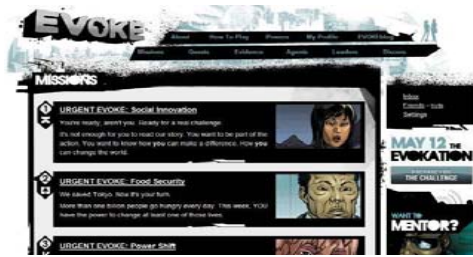 EVOKE
About How To Play Powers My Profile EVOKE blog
Missions Quests Evidence Agents Leaders Discuss
MISSIONS
Inbox
Friends -
Settings
1
URGENT EVOKE: Social Innovation
You're ready, aren't you. Ready for a real challenge.
It's not enough for you to read our story. You want to be part of the
action. You want to know how you can make a difference. How you
can change the world.
MAY 12 THE
EVOKATION
THE CHALLENGE
2
URGENT EVOKE: Food Security
We saved Tokyo. Now it's your turn.
More than one billion people go hungry every day. This week, YOU
have the power to change at least one of those lives.
WANT TO
MENTOR?
3
URGENT EVOKE: Power Shift